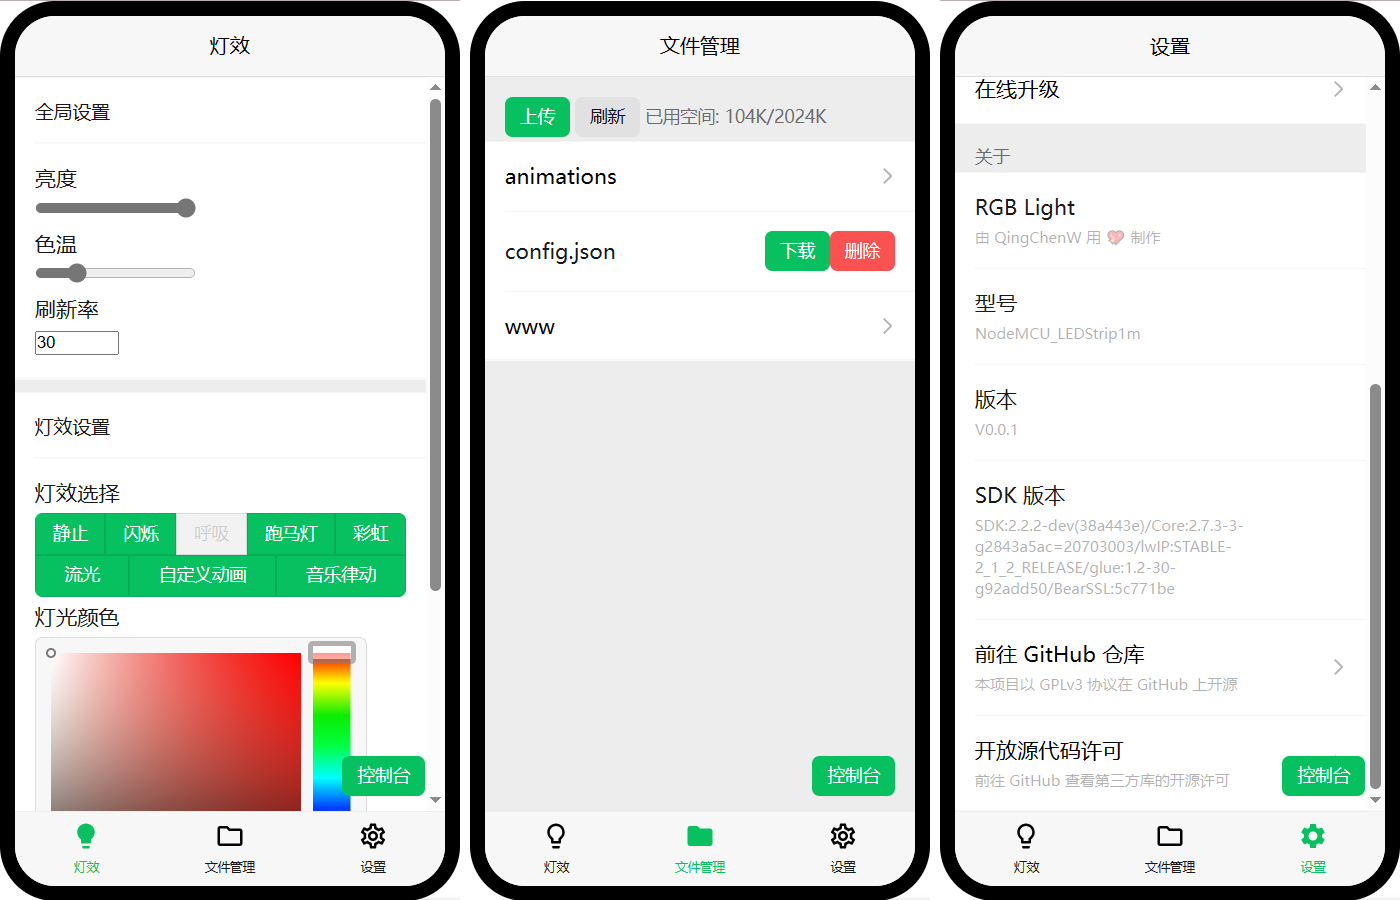 灯效
全局设置
亮度
色温
刷新率
30
灯效设置
灯效选择
静止 闪烁 呼吸 跑马灯 彩虹
流光 自定义动画 音乐律动
灯光颜色
控制台
灯效 文件管理 设置
文件管理
上传 刷新 已用空间: 104K/2024K
animations
config.json 下载 删除
www
控制台
灯效 文件管理 设置
设置
在线升级
关于
RGB Light
由 QingChenW 用 💖 制作
型号
NodeMCU_LEDStrip1m
版本
V0.0.1
SDK 版本
SDK:2.2.2-dev(38a443e)/Core:2.7.3-3-
g2843a5ac=20703003/lwIP:STABLE-
2_1_2_RELEASE/glue:1.2-30-
g92add50/BearSSL:5c771be
前往 GitHub 仓库
本项目以 GPLv3 协议在 GitHub 上开源
开放源代码许可
前往 GitHub 查看第三方库的开源许可
控制台
灯效 文件管理 设置